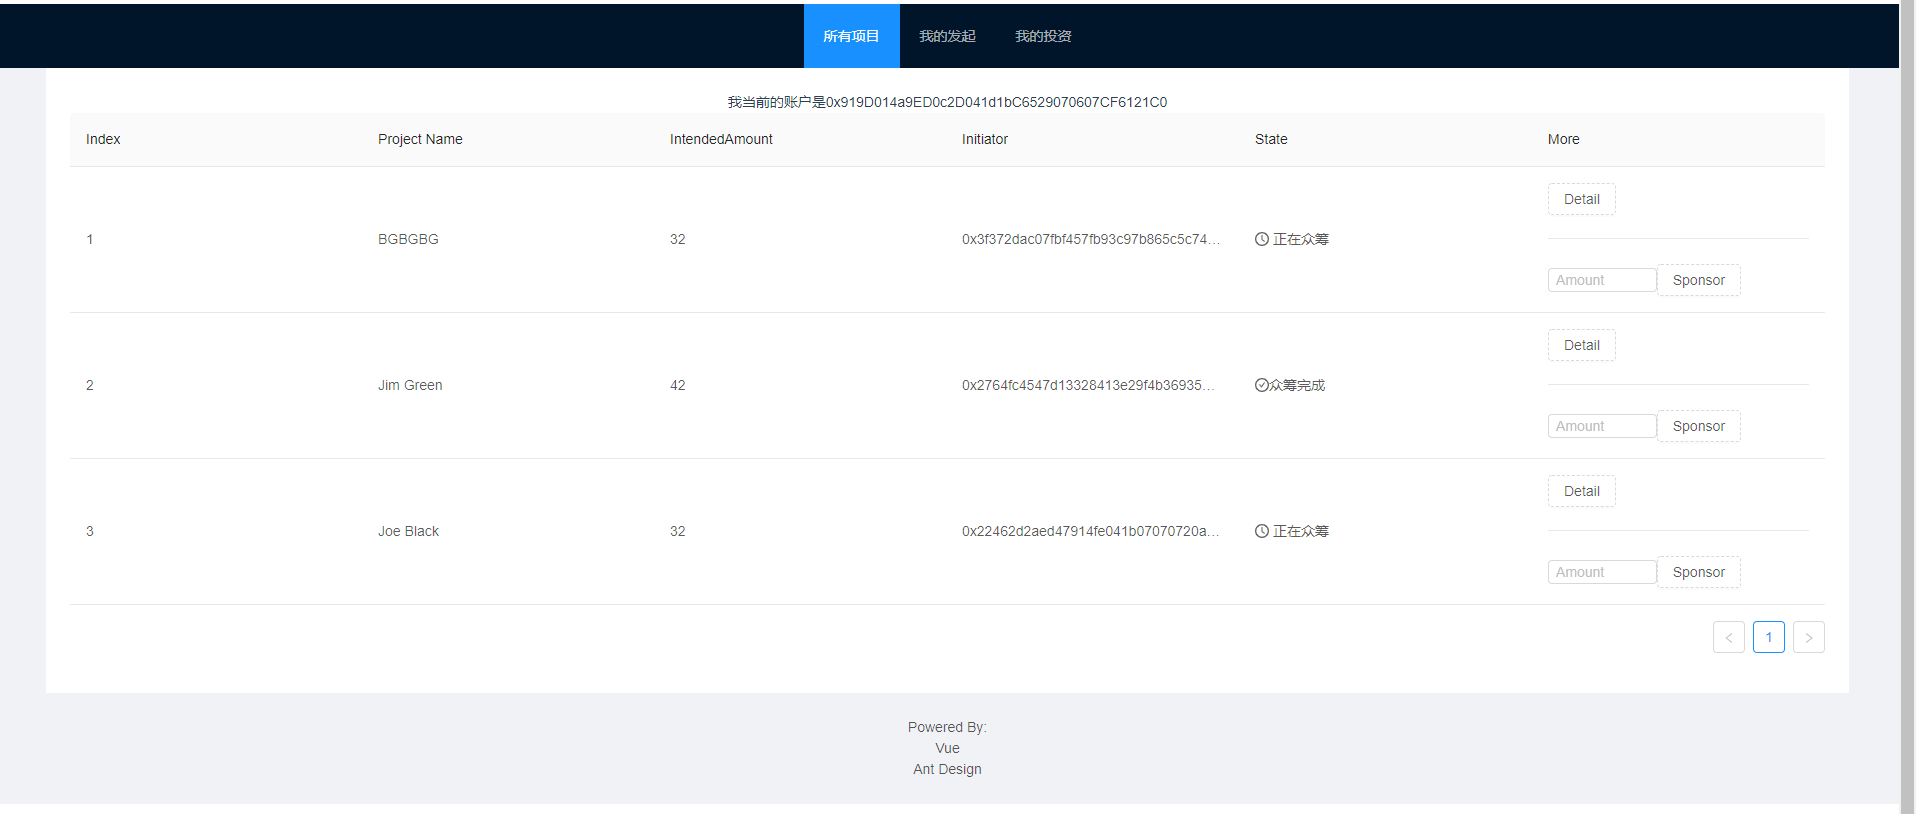 所有项目 我的发起 我的投资
我当前的账户是0x919D014a9ED0c2D041d1bC6529070607CF6121C0
Index Project Name IntendedAmount Initiator State More
Detail
1 BGBGBG 32 0x3f372dac07fbf457fb93c97b865c5c74... 正在众筹
Amount Sponsor
Detail
2 Jim Green 42 0x2764fc4547d13328413e29f4b36935... 众筹完成
Amount Sponsor
Detail
3 Joe Black 32 0x22462d2aed47914fe041b07070720a... 正在众筹
Amount Sponsor
< 1 >
Powered By:
Vue
Ant Design